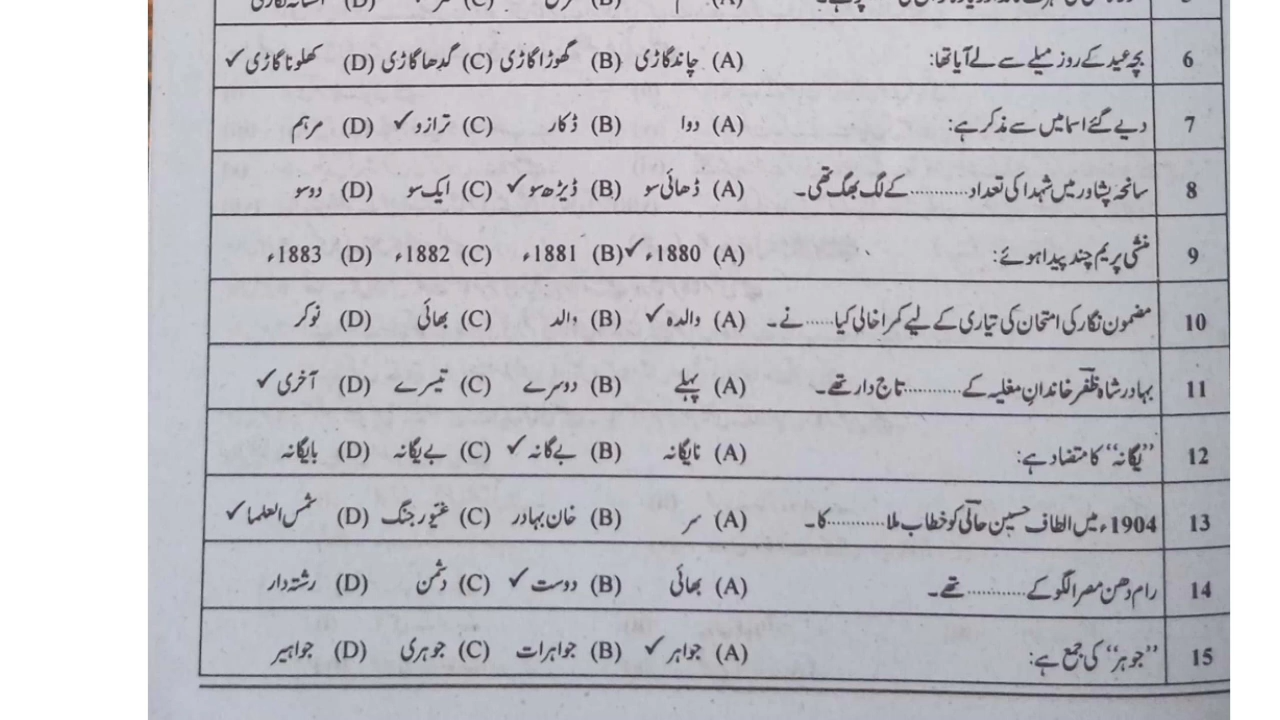 6 بچہ عید کے روز میلے سے لے آیا تھا: (A) چاند گاڑی (B) گھوڑا گاڑی (C) گدھا گاڑی (D) کھلونا گاڑی ✓
7 دیے گئے اسما میں سے مذکر ہے: (A) دوا (B) ڈکار (C) ترازو ✓ (D) مرہم
8 سانحۂ پشاور میں شہدا کی تعداد ........... کے لگ بھگ تھی۔ (A) ڈھائی سو (B) ڈیڑھ سو ✓ (C) ایک سو (D) دو سو
9 منشی پریم چند پیدا ہوئے: (A) 1880ء ✓ (B) 1881ء (C) 1882ء (D) 1883ء
10 مضمون نگار کی امتحان کی تیاری کے لیے کمرا خالی کیا ...... نے۔ (A) والدہ ✓ (B) والد (C) بھائی (D) نوکر
11 بہادر شاہ ظفرؔ خاندانِ مغلیہ کے ........... تاج دار تھے۔ (A) پہلے (B) دوسرے (C) تیسرے (D) آخری ✓
12 ”یگانہ“ کا متضاد ہے: (A) نایگانہ (B) بے گانہ ✓ (C) بے یگانہ (D) بایگانہ
13 1904ء میں الطاف حسین حالیؔ کو خطاب ملا ........... کا۔ (A) سر (B) خان بہادر (C) غیور جنگ (D) شمس العلما ✓
14 رام دھن مصر الگو کے ........... تھے۔ (A) بھائی (B) دوست ✓ (C) دشمن (D) رشتہ دار
15 ”جوہر“ کی جمع ہے: (A) جواہر ✓ (B) جواہرات (C) جوہری (D) جواہیر